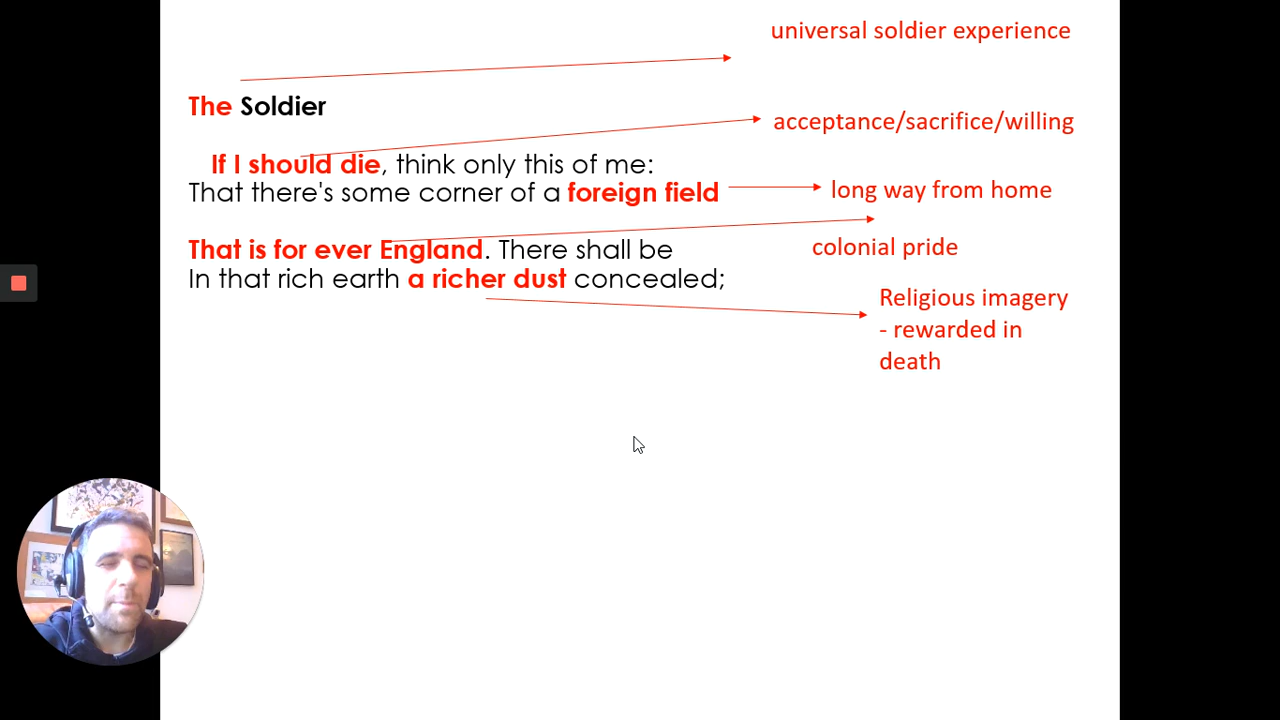 universal soldier experience
The Soldier
acceptance/sacrifice/willing
If I should die, think only this of me:
That there's some corner of a foreign field
long way from home
That is for ever England. There shall be
colonial pride
In that rich earth a richer dust concealed;
Religious imagery
- rewarded in
death